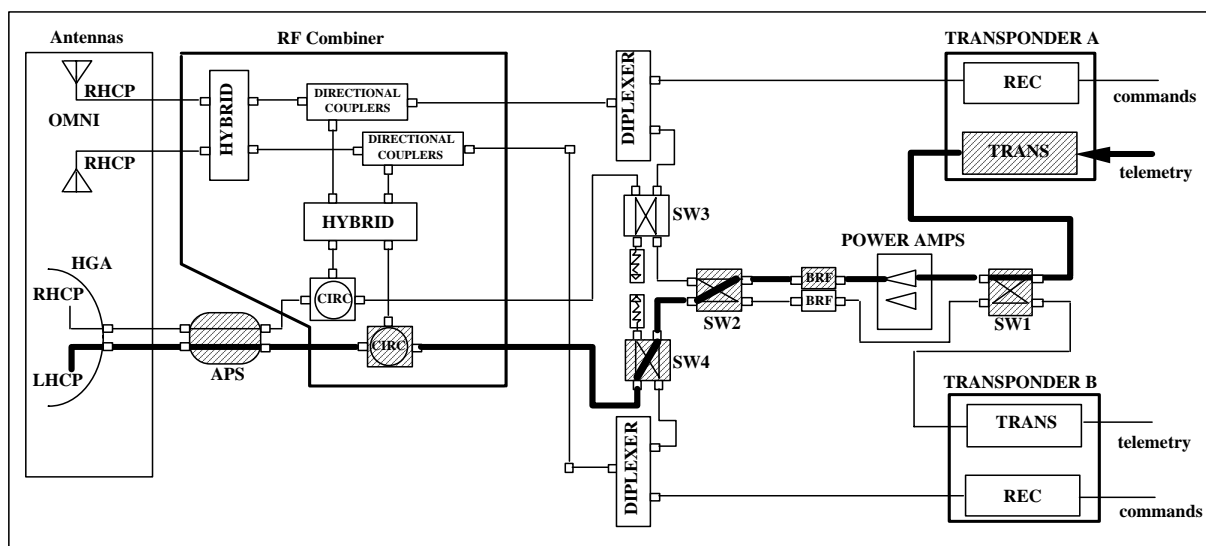 Antennas
RF Combiner
TRANSPONDER A
RHCP
OMNI
RHCP
HYBRID
DIRECTIONAL
COUPLERS
DIRECTIONAL
COUPLERS
HYBRID
DIPLEXER
REC
commands
TRANS
telemetry
SW3
POWER AMPS
HGA
RHCP
LHCP
CIRC
CIRC
APS
BRF
BRF
SW2
SW1
SW4
DIPLEXER
TRANSPONDER B
TRANS
telemetry
REC
commands